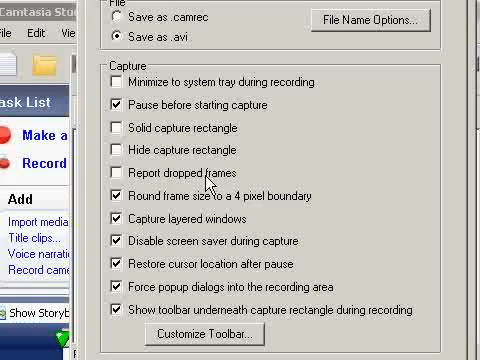 Camtasia Stu
File
Save as .camrec
File Name Options...
Save as .avi
File
Edit
Vie
Capture
Minimize to system tray during recording
ask List
Pause before starting capture
Make a
Solid capture rectangle
Hide capture rectangle
Record
Report dropped frames
Add
Round frame size to a 4 pixel boundary
Import media
Capture layered windows
Title clips...
Disable screen saver during capture
Voice narratio
Restore cursor location after pause
Record came
Force popup dialogs into the recording area
Show Storyb
Show toolbar underneath capture rectangle during recording
Customize Toolbar...